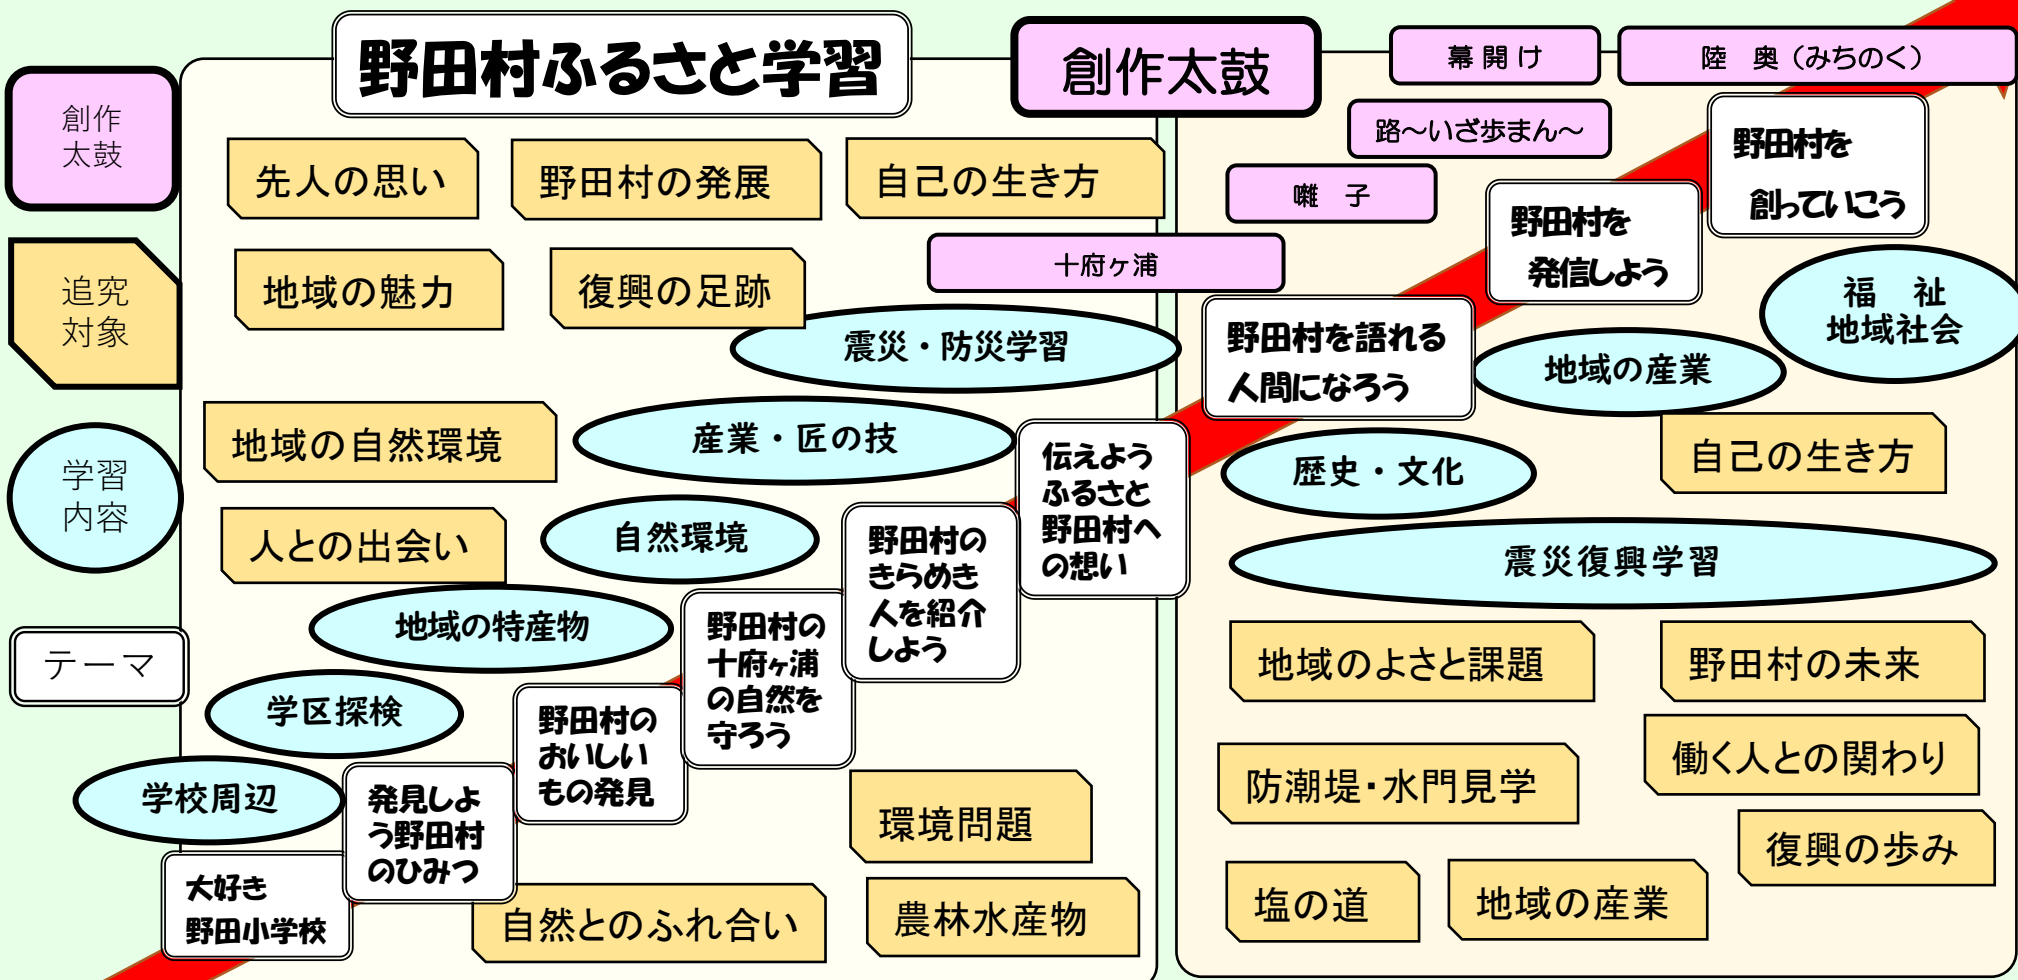 野田村ふるさと学習
創作太鼓
幕開け
陸　奥（みちのく）
創作
太鼓
路～いざ歩まん～
野田村を
創っていこう
先人の思い
野田村の発展
自己の生き方
囃　子
野田村を
発信しよう
追究
対象
地域の魅力
復興の足跡
十府ヶ浦
福　祉
地域社会
震災・防災学習
野田村を語れる
人間になろう
地域の産業
学習
内容
地域の自然環境
産業・匠の技
伝えよう
ふるさと
野田村へ
の想い
歴史・文化
自己の生き方
人との出会い
自然環境
野田村の
きらめき
人を紹介
しよう
震災復興学習
テーマ
地域の特産物
野田村の
十府ヶ浦
の自然を
守ろう
地域のよさと課題
野田村の未来
学区探検
野田村の
おいしい
もの発見
防潮堤・水門見学
働く人との関わり
学校周辺
発見しよ
う野田村
のひみつ
環境問題
復興の歩み
大好き
野田小学校
自然とのふれ合い
農林水産物
塩の道
地域の産業